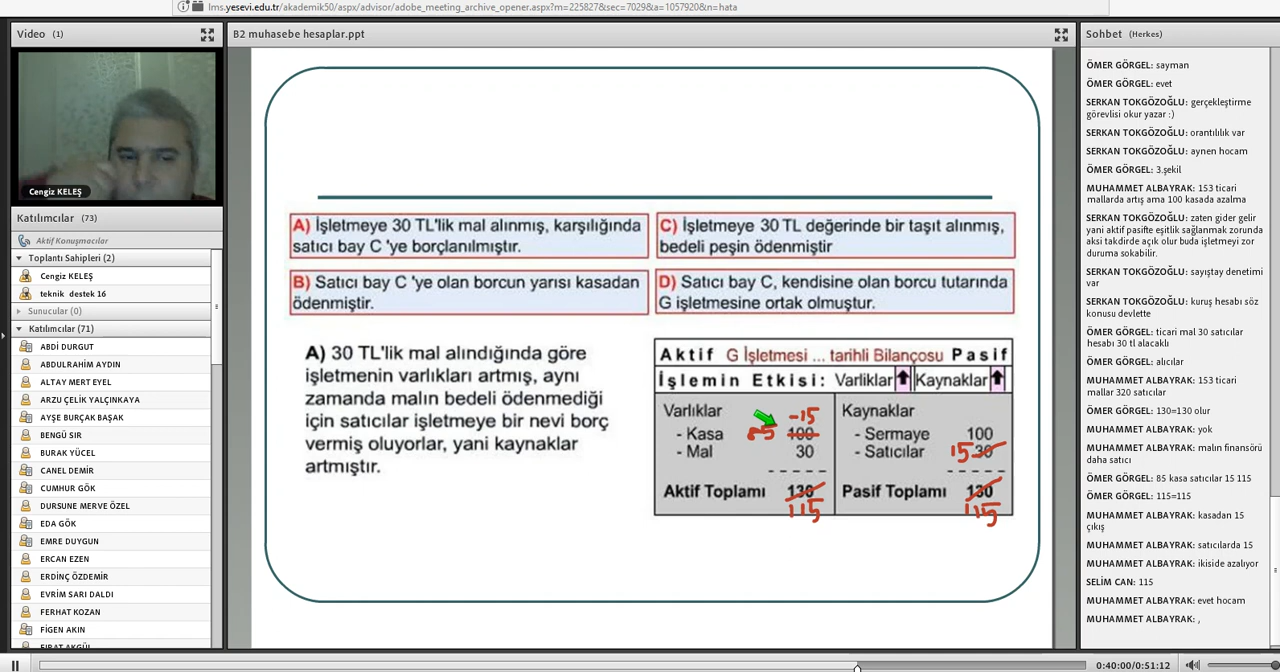 lms.yesevi.edu.tr/akademik50/aspx/advisor/adobe_meeting_archive_opener.aspx?m=225827&sec=7029&a=1057920&n=hata
Video (1)
Cengiz KELEŞ
Katılımcılar (73)
Aktif Konuşmacılar
Toplantı Sahipleri (2)
Cengiz KELEŞ
teknik destek 16
Sunucular (0)
Katılımcılar (71)
ABDİ DURGUT
ABDULRAHİM AYDIN
ALTAY MERT EYEL
ARZU ÇELİK YALÇINKAYA
AYŞE BURÇAK BAŞAK
BENGÜ SIR
BURAK YÜCEL
CANEL DEMİR
CUMHUR GÖK
DURSUNE MERVE ÖZEL
EDA GÖK
EMRE DUYGUN
ERCAN EZEN
ERDİNÇ ÖZDEMİR
EVRİM SARI DALDI
FERHAT KOZAN
FİGEN AKIN
FIRAT AKGÜL
B2 muhasebe hesaplar.ppt
A) İşletmeye 30 TL'lik mal alınmış, karşılığında
satıcı bay C 'ye borçlanılmıştır.
C) İşletmeye 30 TL değerinde bir taşıt alınmış,
bedeli peşin ödenmiştir
B) Satıcı bay C 'ye olan borcun yarısı kasadan
ödenmiştir.
D) Satıcı bay C, kendisine olan borcu tutarında
G işletmesine ortak olmuştur.
A) 30 TL'lik mal alındığında göre
işletmenin varlıkları artmış, aynı
zamanda malın bedeli ödenmediği
için satıcılar işletmeye bir nevi borç
vermiş oluyorlar, yani kaynaklar
artmıştır.
Aktif G İşletmesi ... tarihli Bilançosu Pasif
İşlemin Etkisi: Varlıklar Kaynaklar
Varlıklar -15 Kaynaklar
- Kasa 85 100 - Sermaye 100
- Mal 30 - Satıcılar 15 30
Aktif Toplamı 130 Pasif Toplamı 130
115 115
Sohbet (Herkes)
ÖMER GÖRGEL: sayman
ÖMER GÖRGEL: evet
SERKAN TOKGÖZOĞLU: gerçekleştirme
görevlisi okur yazar :)
SERKAN TOKGÖZOĞLU: orantılılık var
SERKAN TOKGÖZOĞLU: aynen hocam
ÖMER GÖRGEL: 3.şekil
MUHAMMET ALBAYRAK: 153 ticari
mallarda artış ama 100 kasada azalma
SERKAN TOKGÖZOĞLU: zaten gider gelir
yani aktif pasifte eşitlik sağlanmak zorunda
aksi takdirde açık olur buda işletmeyi zor
duruma sokabilir.
SERKAN TOKGÖZOĞLU: sayıştay denetimi
var
SERKAN TOKGÖZOĞLU: kuruş hesabı söz
konusu devlette
ÖMER GÖRGEL: ticari mal 30 satıcılar
hesabı 30 tl alacaklı
ÖMER GÖRGEL: alıcılar
MUHAMMET ALBAYRAK: 153 ticari
mallar 320 satıcılar
ÖMER GÖRGEL: 130=130 olur
MUHAMMET ALBAYRAK: yok
MUHAMMET ALBAYRAK: malın finansörü
daha satıcı
ÖMER GÖRGEL: 85 kasa satıcılar 15 115
ÖMER GÖRGEL: 115=115
MUHAMMET ALBAYRAK: kasadan 15
çıkış
MUHAMMET ALBAYRAK: satıcılarda 15
MUHAMMET ALBAYRAK: ikiside azalıyor
SELİM CAN: 115
MUHAMMET ALBAYRAK: evet hocam
MUHAMMET ALBAYRAK: ,
0:40:00/0:51:12